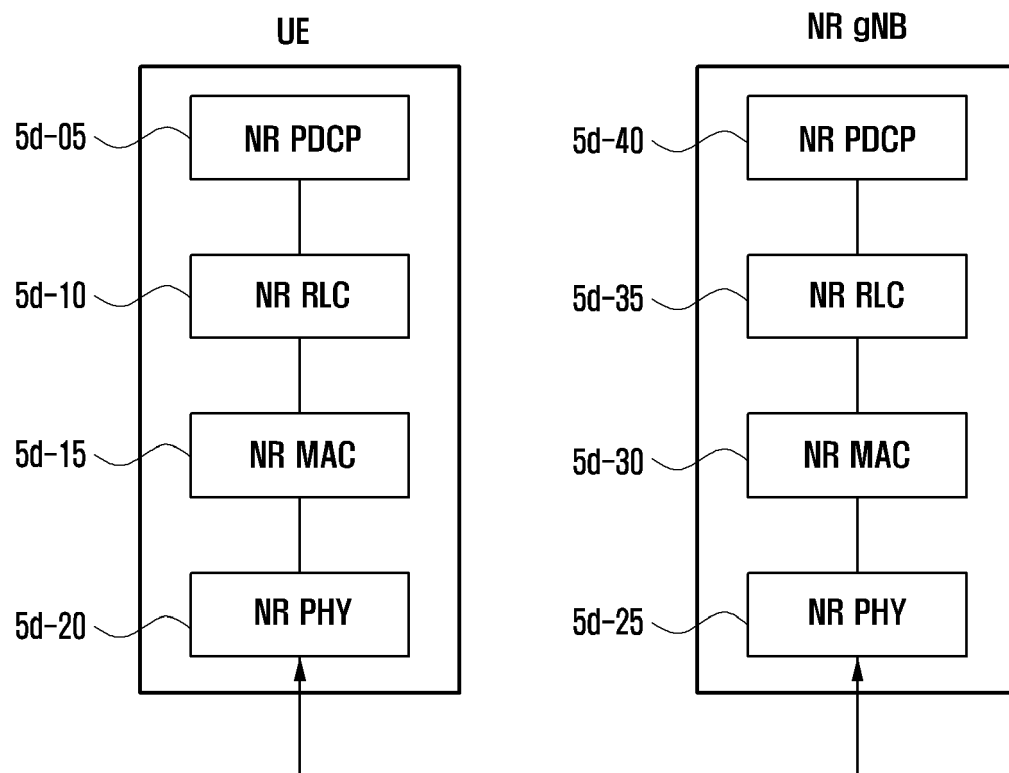 UE
NR gNB
5d-05
NR PDCP
5d-40
NR PDCP
5d-10
NR RLC
5d-35
NR RLC
5d-15
NR MAC
5d-30
NR MAC
5d-20
NR PHY
5d-25
NR PHY